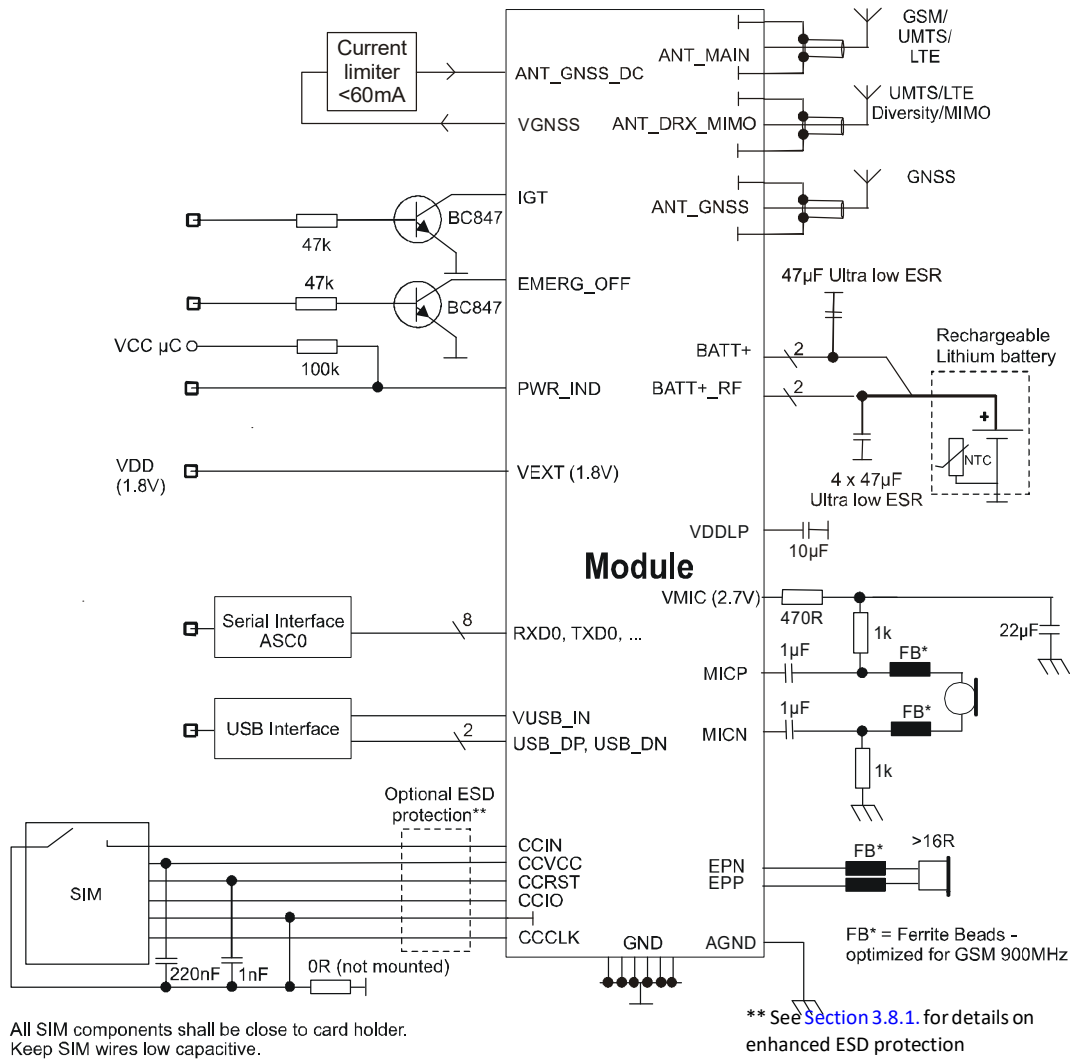 Current
limiter
<60mA
ANT_GNSS_DC
VGNSS
IGT
BC847
47k
47k
EMERG_OFF
BC847
VCC µC
100k
PWR_IND
VDD
(1.8V)
VEXT (1.8V)
Module
Serial Interface
ASC0
8
RXD0, TXD0, ...
USB Interface
VUSB_IN
2
USB_DP, USB_DN
Optional ESD
protection**
SIM
CCIN
CCVCC
CCRST
CCIO
CCCLK
220nF
1nF
0R (not mounted)
GND
ANT_MAIN
GSM/
UMTS/
LTE
ANT_DRX_MIMO
UMTS/LTE
Diversity/MIMO
ANT_GNSS
GNSS
47µF Ultra low ESR
BATT+
2
BATT+_RF
2
Rechargeable
Lithium battery
+
NTC
4 x 47µF
Ultra low ESR
VDDLP
10µF
VMIC (2.7V)
470R
1k
22µF
1µF
FB*
MICP
1µF
FB*
MICN
1k
>16R
FB*
EPN
EPP
AGND
FB* = Ferrite Beads -
optimized for GSM 900MHz
All SIM components shall be close to card holder.
Keep SIM wires low capacitive.
** See Section 3.8.1. for details on
enhanced ESD protection